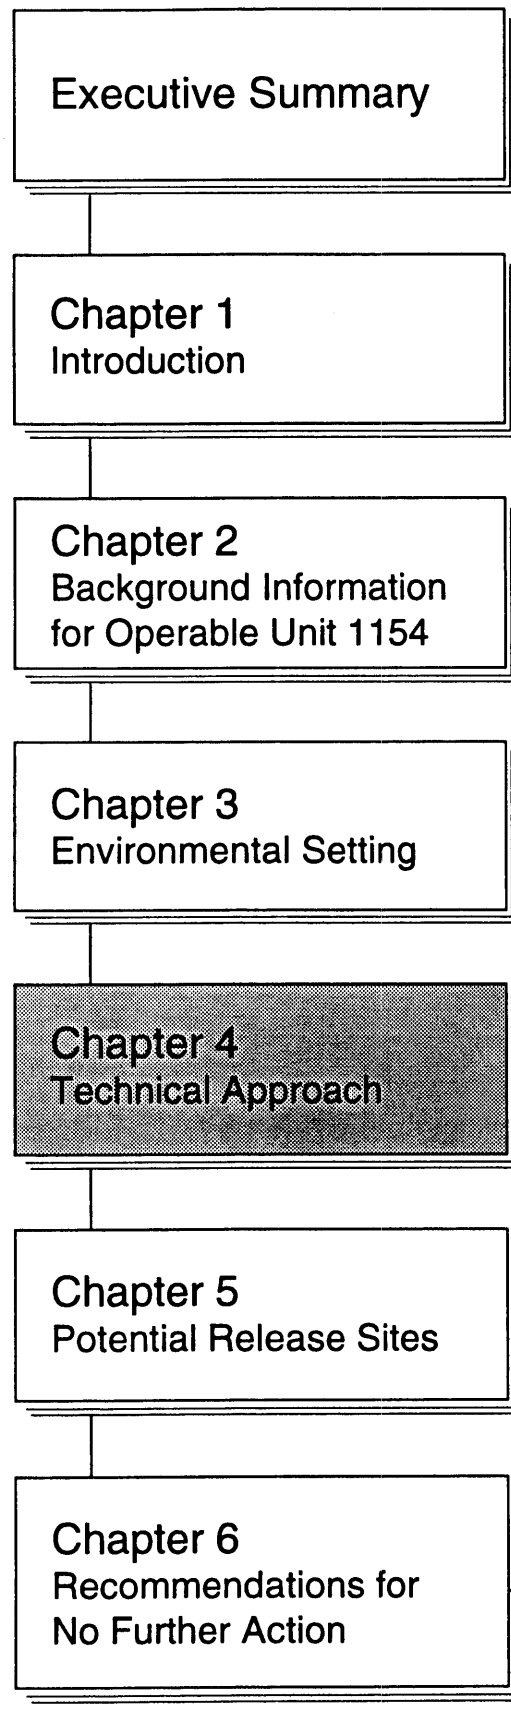 Executive Summary
Chapter 1
Introduction
Chapter 2
Background Information
for Operable Unit 1154
Chapter 3
Environmental Setting
Chapter 4
Technical Approach
Chapter 5
Potential Release Sites
Chapter 6
Recommendations for
No Further Action